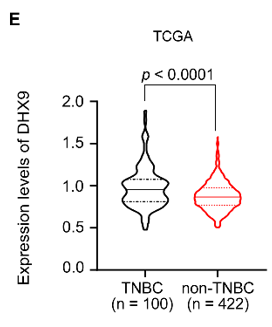 E
TCGA
p < 0.0001
Expression levels of DHX9
2.0
1.5
1.0
0.5
0.0
TNBC non-TNBC
(n = 100) (n = 422)